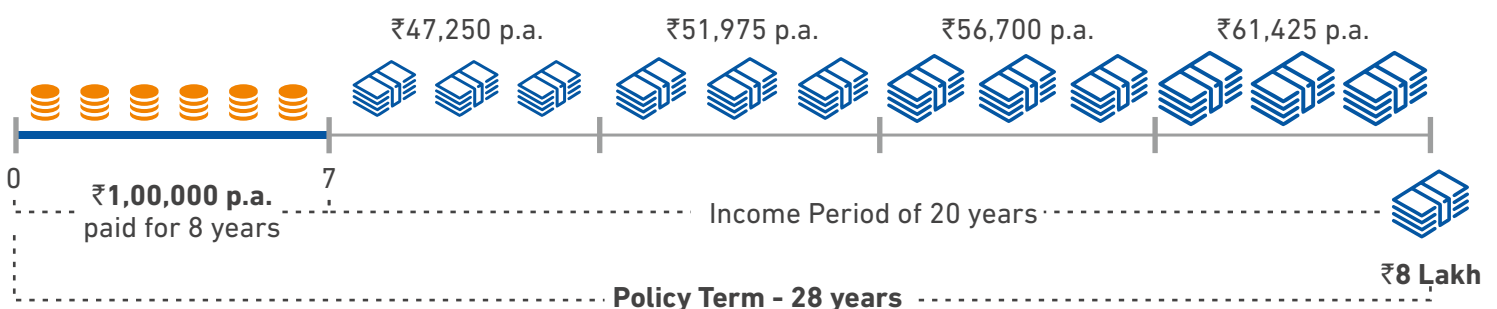 ₹47,250 p.a. ₹51,975 p.a. ₹56,700 p.a. ₹61,425 p.a.
0 7
₹1,00,000 p.a.
paid for 8 years
Income Period of 20 years
₹8 Lakh
Policy Term - 28 years